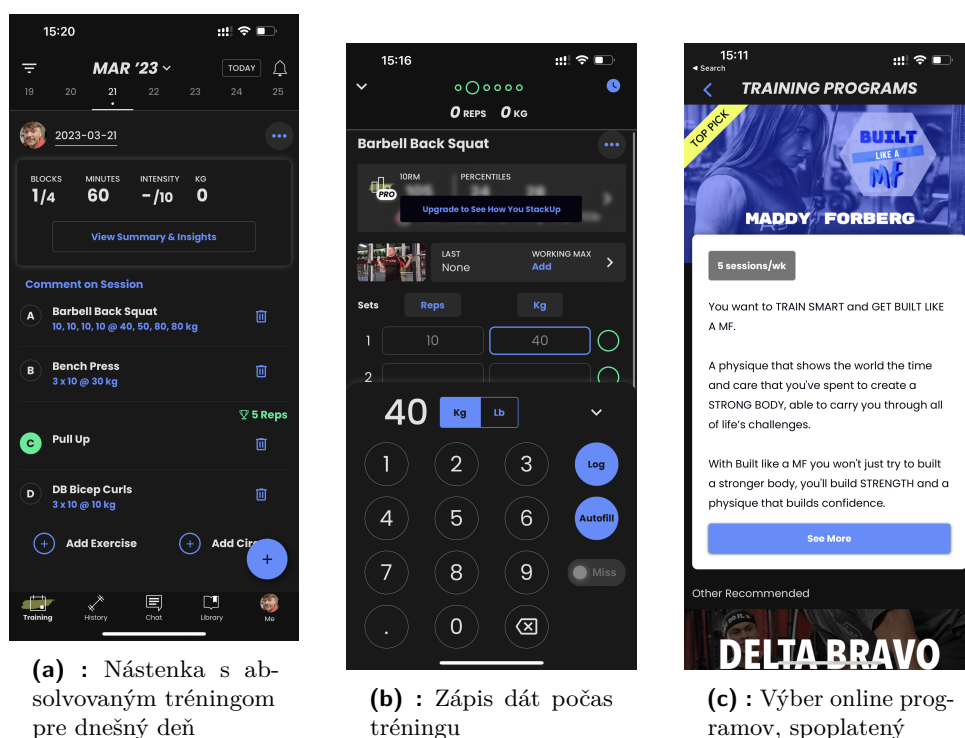 15:20
MAR '23
TODAY
19 20 21 22 23 24 25
2023-03-21
BLOCKS MINUTES INTENSITY KG
1/4 60 -/10 0
View Summary & Insights
Comment on Session
A Barbell Back Squat
10, 10, 10, 10 @ 40, 50, 80, 80 kg
B Bench Press
3 x 10 @ 30 kg
5 Reps
C Pull Up
D DB Bicep Curls
3 x 10 @ 10 kg
+ Add Exercise + Add Circ
+
Training History Chat Library Me
(a) : Nástenka s ab-
solvovaným tréningom
pre dnešný deň
15:16
0 REPS 0 KG
Barbell Back Squat
10RM PERCENTILES
105 24 28
PRO
Upgrade to See How You StackUp
LAST WORKING MAX
None Add
Sets Reps Kg
1 10 40
2
40 Kg Lb
1 2 3 Log
4 5 6 Autofill
7 8 9 Miss
. 0
(b) : Zápis dát počas
tréningu
15:11
Search
TRAINING PROGRAMS
TOP PICK
BUILT
LIKE A
MF
MADDY FORBERG
5 sessions/wk
You want to TRAIN SMART and GET BUILT LIKE
A MF.
A physique that shows the world the time
and care that you've spent to create a
STRONG BODY, able to carry you through all
of life's challenges.
With Built like a MF you won't just try to built
a stronger body, you'll build STRENGTH and a
physique that builds confidence.
See More
Other Recommended
DELTA BRAVO
(c) : Výber online prog-
ramov, spoplatený